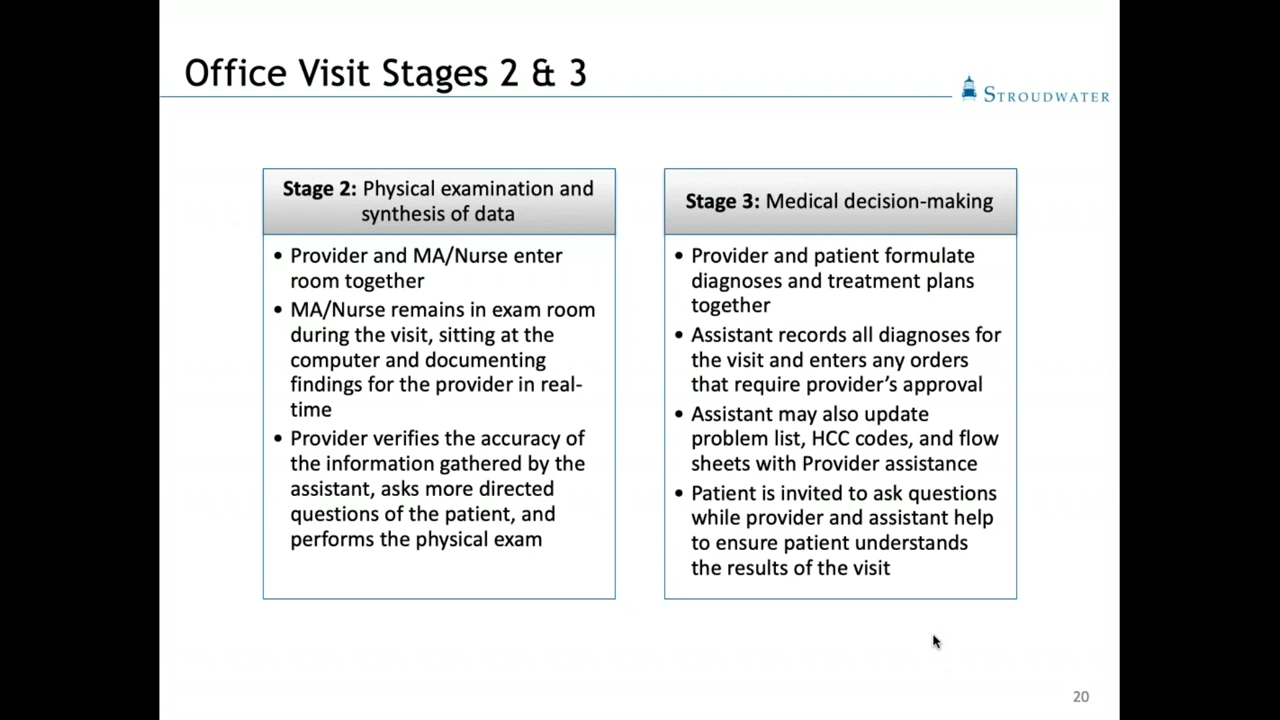 Office Visit Stages 2 & 3
STROUDWATER
Stage 2: Physical examination and
synthesis of data
• Provider and MA/Nurse enter
room together
• MA/Nurse remains in exam room
during the visit, sitting at the
computer and documenting
findings for the provider in real-
time
• Provider verifies the accuracy of
the information gathered by the
assistant, asks more directed
questions of the patient, and
performs the physical exam
Stage 3: Medical decision-making
• Provider and patient formulate
diagnoses and treatment plans
together
• Assistant records all diagnoses for
the visit and enters any orders
that require provider’s approval
• Assistant may also update
problem list, HCC codes, and flow
sheets with Provider assistance
• Patient is invited to ask questions
while provider and assistant help
to ensure patient understands
the results of the visit
20